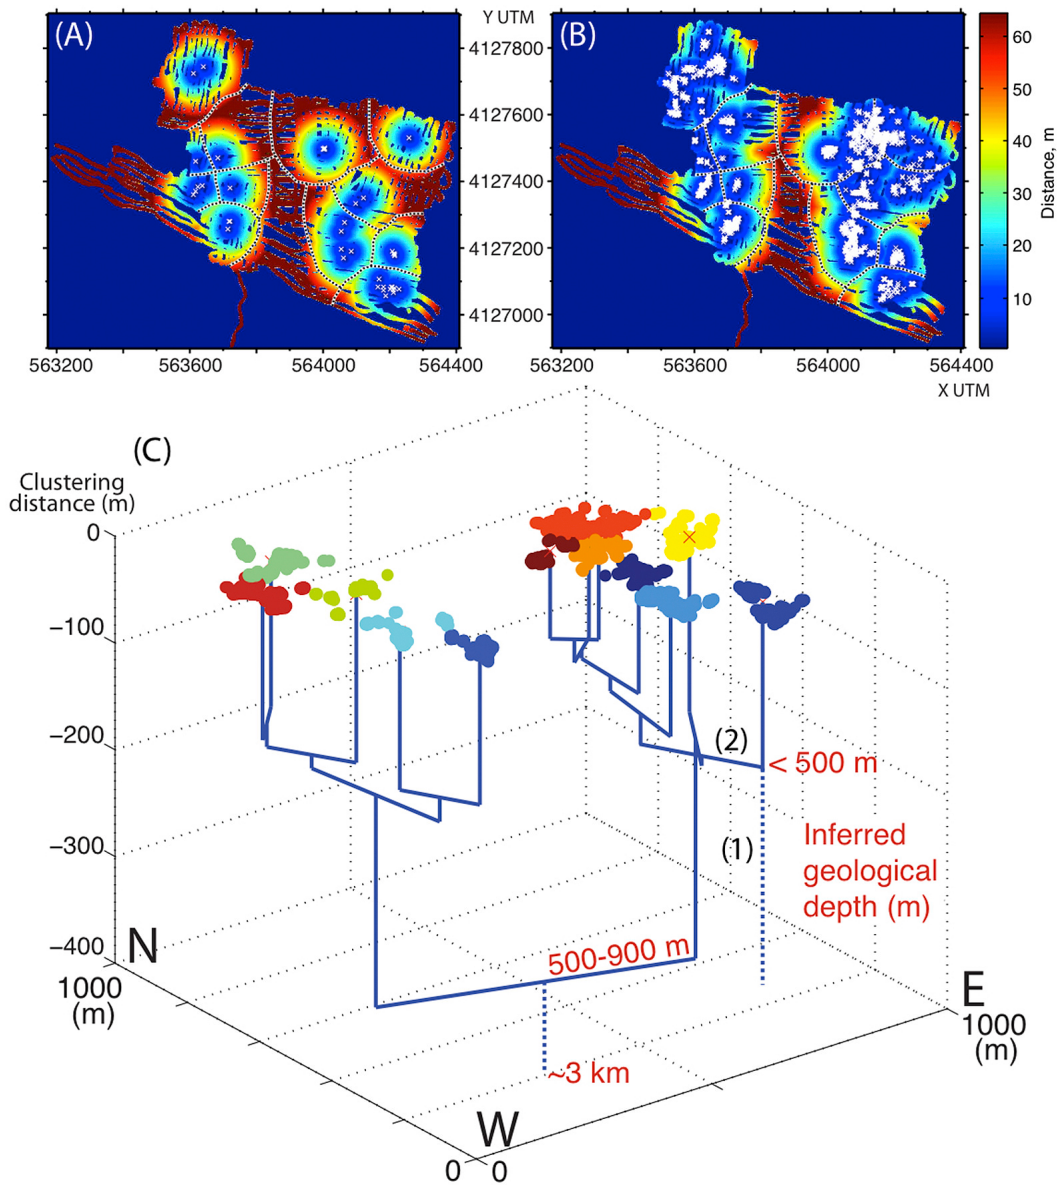 (A)
Y UTM
(B)
4127800
4127600
4127400
4127200
4127000
60
50
40
30
20
10
Distance, m
563200
563600
564000
564400
563200
563600
564000
564400
X UTM
(C)
Clustering
distance (m)
0
−100
−200
−300
−400
(2)
< 500 m
(1)
Inferred
geological
depth (m)
N
500-900 m
1000
(m)
E
1000
(m)
~3 km
W
0
0